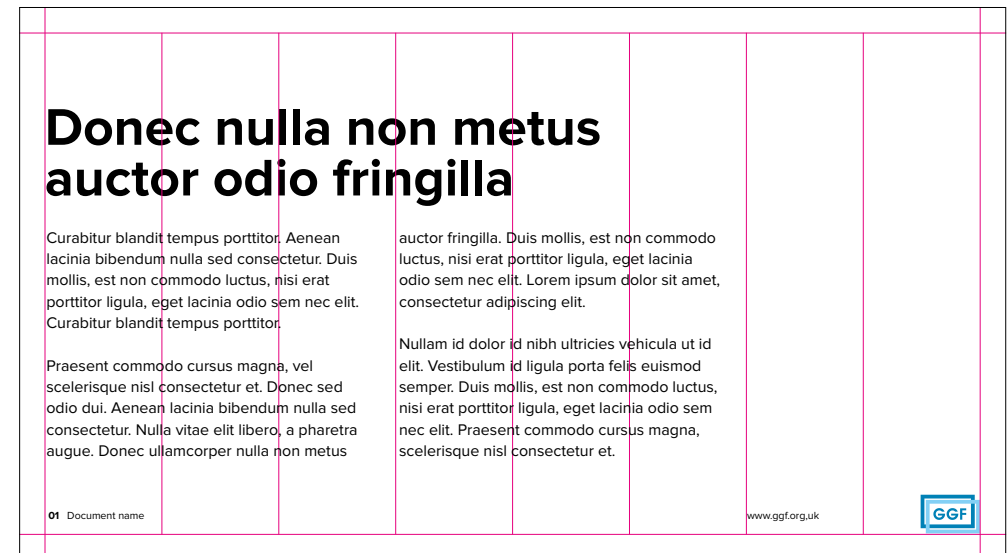 Donec nulla non metus
auctor odio fringilla
Curabitur blandit tempus porttitor. Aenean
lacinia bibendum nulla sed consectetur. Duis
mollis, est non commodo luctus, nisi erat
porttitor ligula, eget lacinia odio sem nec elit.
Curabitur blandit tempus porttitor.
Praesent commodo cursus magna, vel
scelerisque nisl consectetur et. Donec sed
odio dui. Aenean lacinia bibendum nulla sed
consectetur. Nulla vitae elit libero, a pharetra
augue. Donec ullamcorper nulla non metus
auctor fringilla. Duis mollis, est non commodo
luctus, nisi erat porttitor ligula, eget lacinia
odio sem nec elit. Lorem ipsum dolor sit amet,
consectetur adipiscing elit.
Nullam id dolor id nibh ultricies vehicula ut id
elit. Vestibulum id ligula porta felis euismod
semper. Duis mollis, est non commodo luctus,
nisi erat porttitor ligula, eget lacinia odio sem
nec elit. Praesent commodo cursus magna,
scelerisque nisl consectetur et.
01 Document name
www.ggf.org,uk
GGF